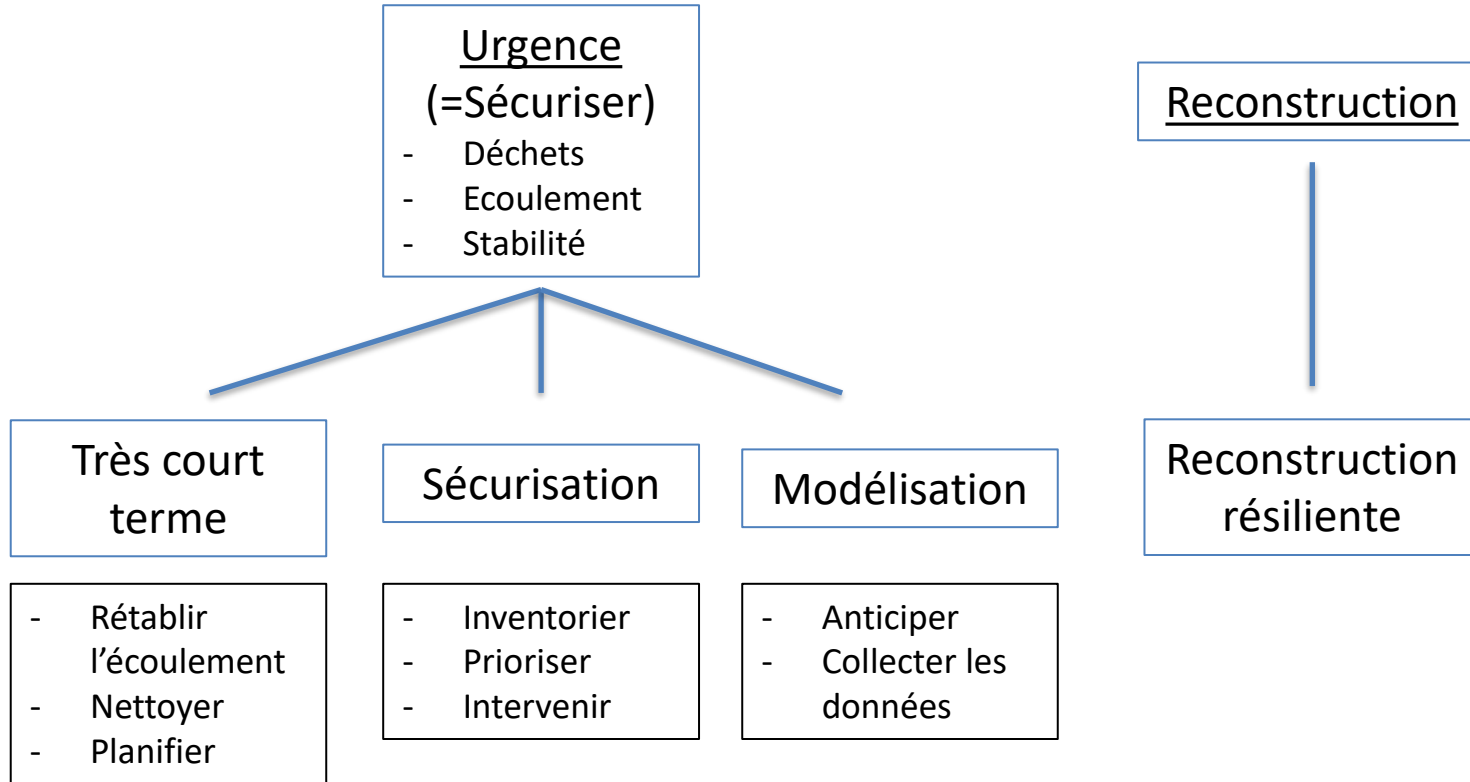 Urgence
(=Sécuriser)
- Déchets
- Ecoulement
- Stabilité
Reconstruction
Très court
terme
Sécurisation
Modélisation
Reconstruction
résiliente
- Rétablir
l’écoulement
- Nettoyer
- Planifier
- Inventorier
- Prioriser
- Intervenir
- Anticiper
- Collecter les
données